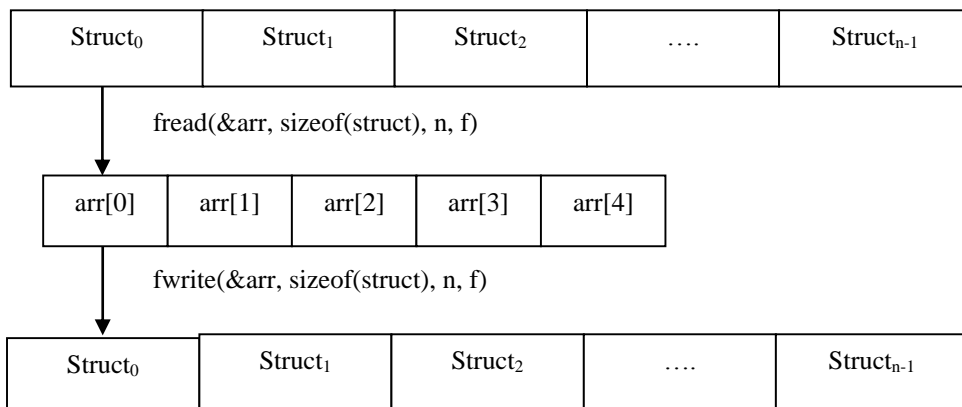 Struct₀ Struct₁ Struct₂ …. Structₙ₋₁
fread(&arr, sizeof(struct), n, f)
arr[0] arr[1] arr[2] arr[3] arr[4]
fwrite(&arr, sizeof(struct), n, f)
Struct₀ Struct₁ Struct₂ …. Structₙ₋₁